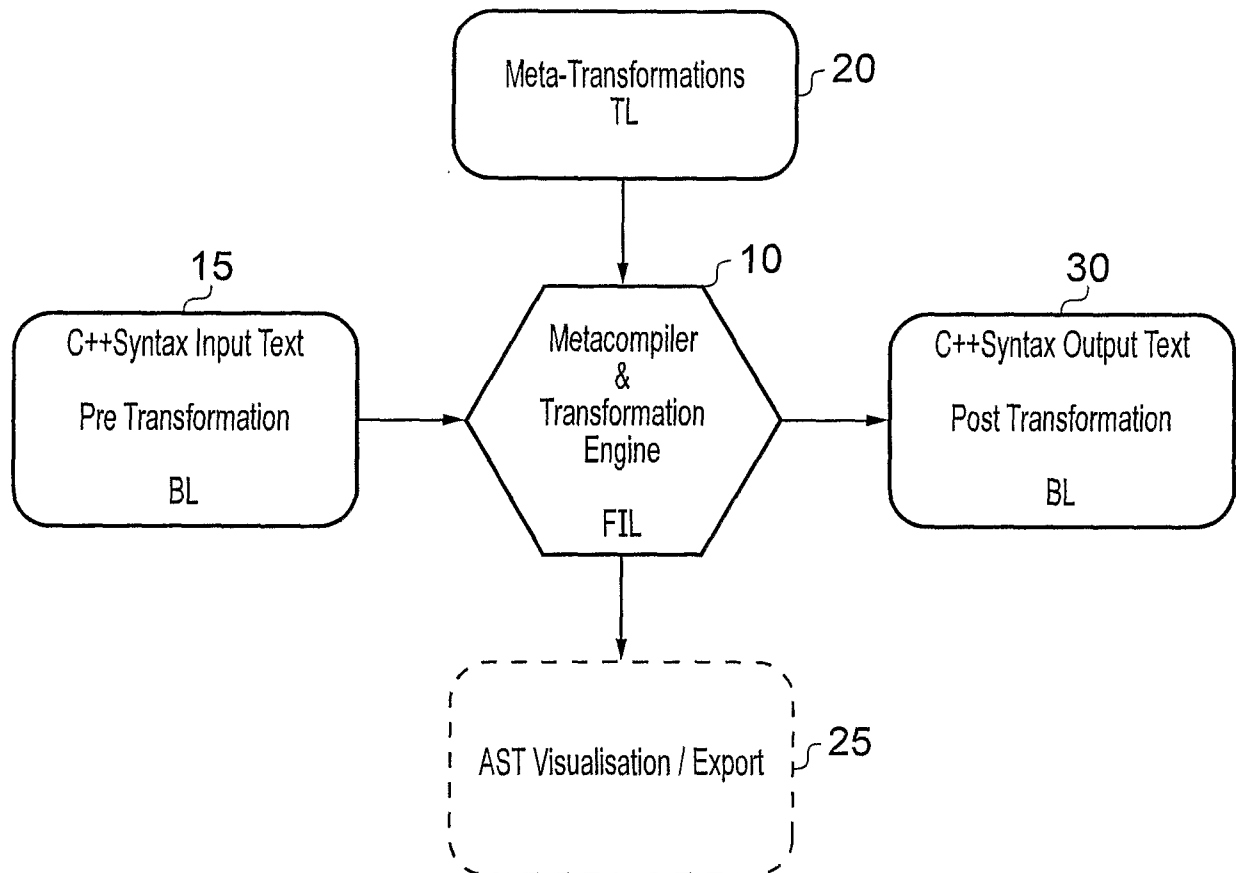 Meta-Transformations
TL
20
10
15
C++Syntax Input Text
Pre Transformation
BL
Metacompiler
&
Transformation
Engine
FIL
30
C++Syntax Output Text
Post Transformation
BL
AST Visualisation / Export
25